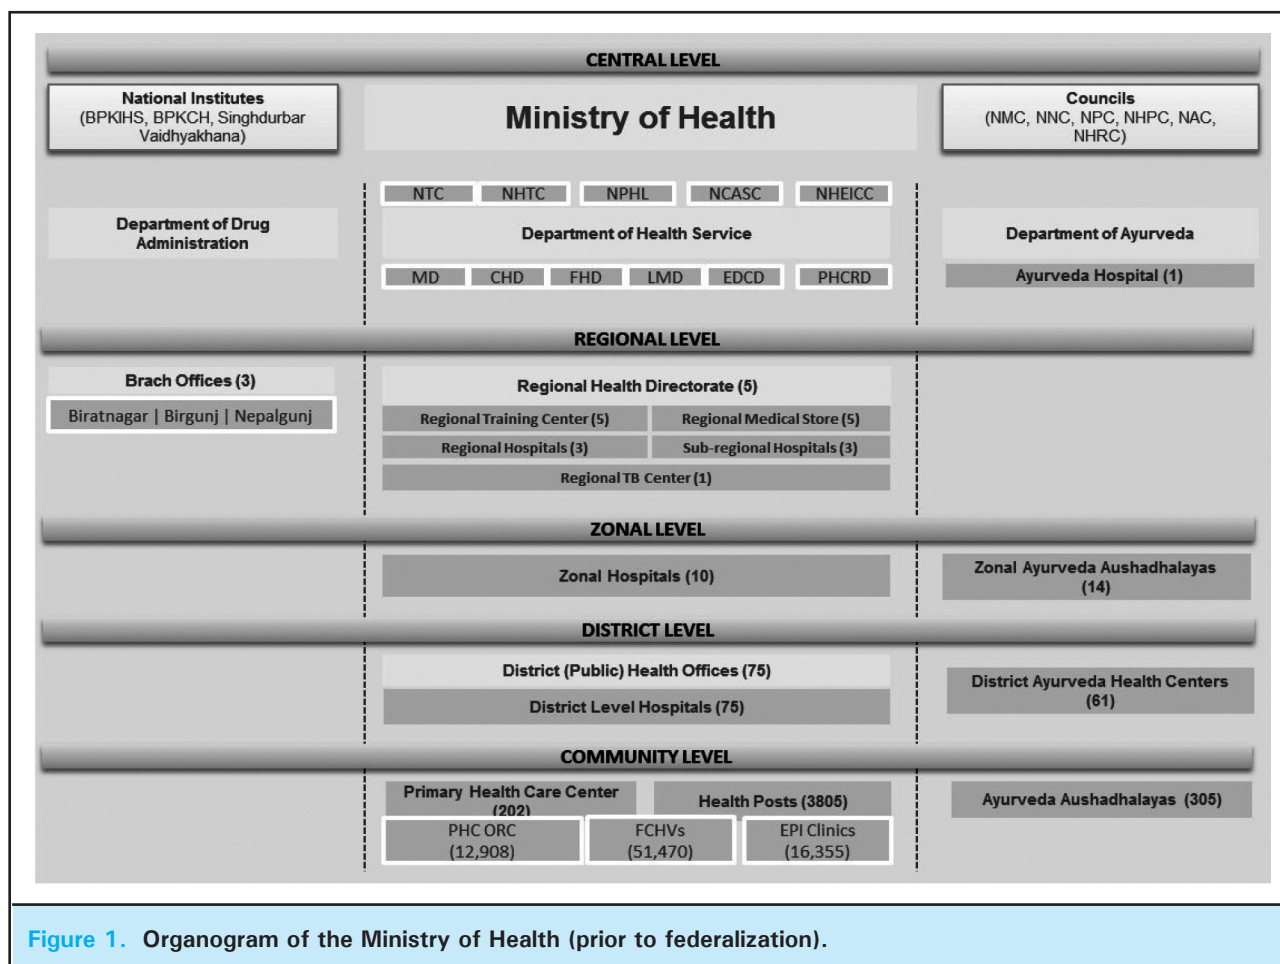 CENTRAL LEVEL
National Institutes
(BPKIHS, BPKCH, Singhdurbar
Vaidhyakhana)
Ministry of Health
Councils
(NMC, NNC, NPC, NHPC, NAC,
NHRC)
NTC
NHTC
NPHL
NCASC
NHEICC
Department of Drug
Administration
Department of Health Service
Department of Ayurveda
MD
CHD
FHD
LMD
EDCD
PHCRD
Ayurveda Hospital (1)
REGIONAL LEVEL
Brach Offices (3)
Biratnagar | Birgunj | Nepalgunj
Regional Health Directorate (5)
Regional Training Center (5)
Regional Medical Store (5)
Regional Hospitals (3)
Sub-regional Hospitals (3)
Regional TB Center (1)
ZONAL LEVEL
Zonal Hospitals (10)
Zonal Ayurveda Aushadhalayas
(14)
DISTRICT LEVEL
District (Public) Health Offices (75)
District Level Hospitals (75)
District Ayurveda Health Centers
(61)
COMMUNITY LEVEL
Primary Health Care Center
(202)
Health Posts (3805)
Ayurveda Aushadhalayas (305)
PHC ORC
(12,908)
FCHVs
(51,470)
EPI Clinics
(16,355)
Figure 1. Organogram of the Ministry of Health (prior to federalization).